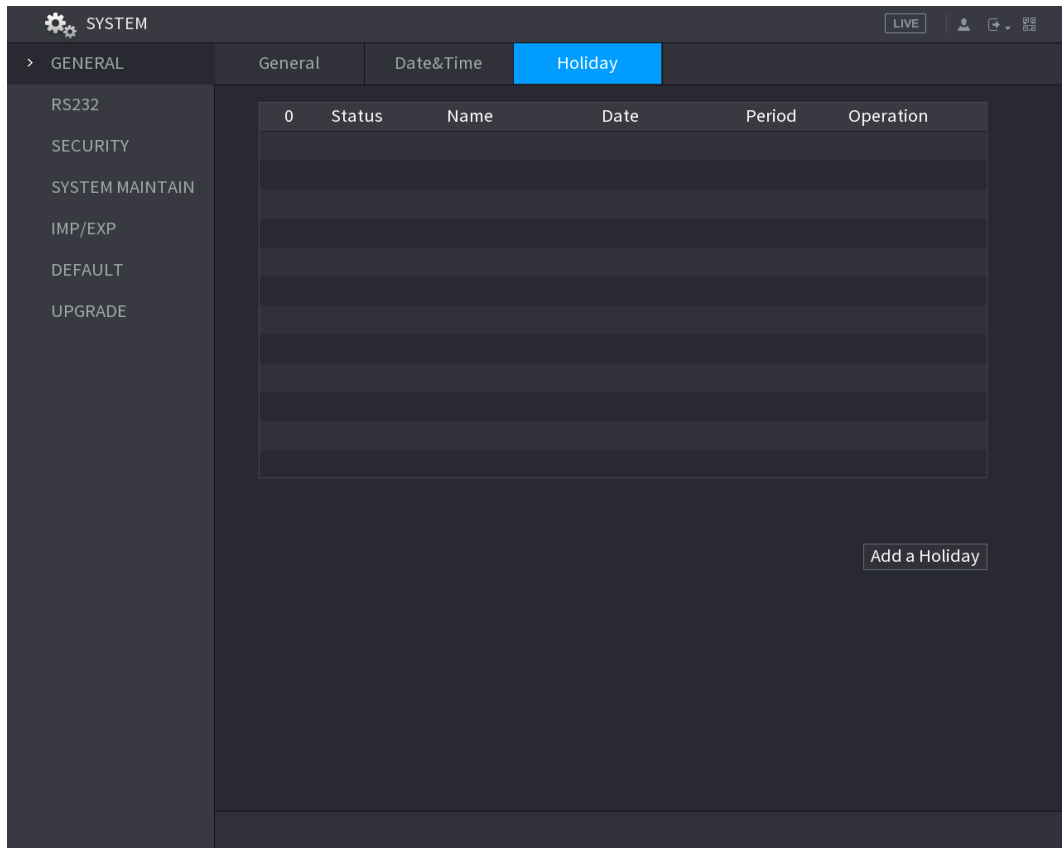 SYSTEM LIVE
GENERAL General Date&Time Holiday
RS232
0 Status Name Date Period Operation
SECURITY
SYSTEM MAINTAIN
IMP/EXP
DEFAULT
UPGRADE
Add a Holiday